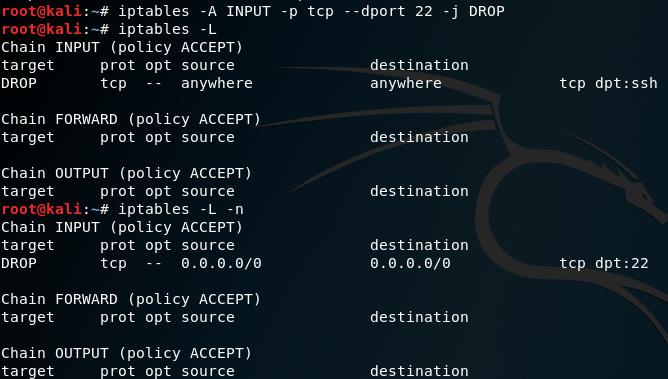 root@kali:~# iptables -A INPUT -p tcp --dport 22 -j DROP
root@kali:~# iptables -L
Chain INPUT (policy ACCEPT)
target     prot opt source               destination
DROP       tcp  --  anywhere             anywhere             tcp dpt:ssh

Chain FORWARD (policy ACCEPT)
target     prot opt source               destination

Chain OUTPUT (policy ACCEPT)
target     prot opt source               destination
root@kali:~# iptables -L -n
Chain INPUT (policy ACCEPT)
target     prot opt source               destination
DROP       tcp  --  0.0.0.0/0            0.0.0.0/0            tcp dpt:22

Chain FORWARD (policy ACCEPT)
target     prot opt source               destination

Chain OUTPUT (policy ACCEPT)
target     prot opt source               destination